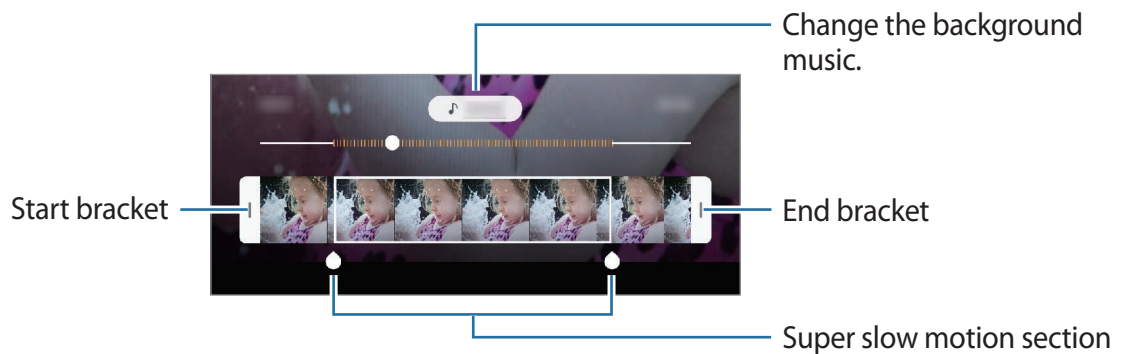 Change the background
music.
Start bracket
End bracket
Super slow motion section